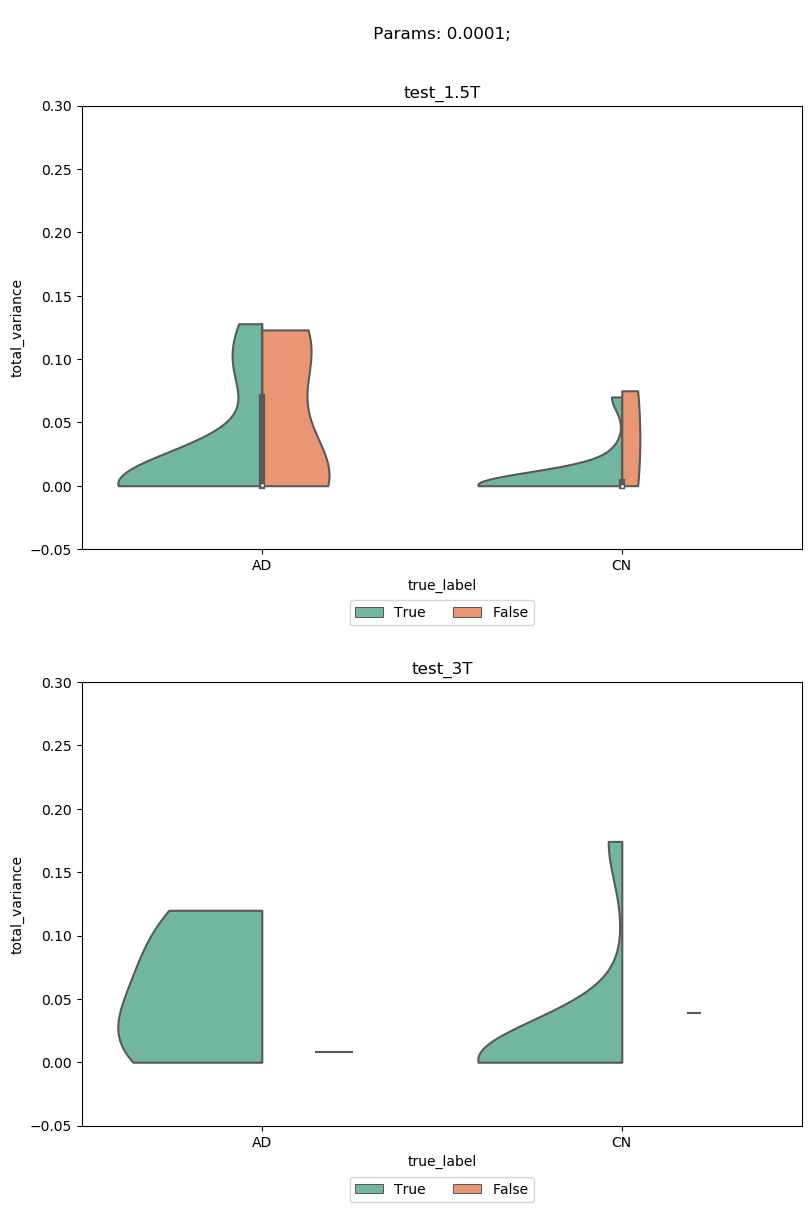 Params: 0.0001;
test_1.5T
0.30
0.25
0.20
0.15
0.10
0.05
0.00
−0.05
total_variance
AD CN
true_label
True False
test_3T
0.30
0.25
0.20
0.15
0.10
0.05
0.00
−0.05
total_variance
AD CN
true_label
True False